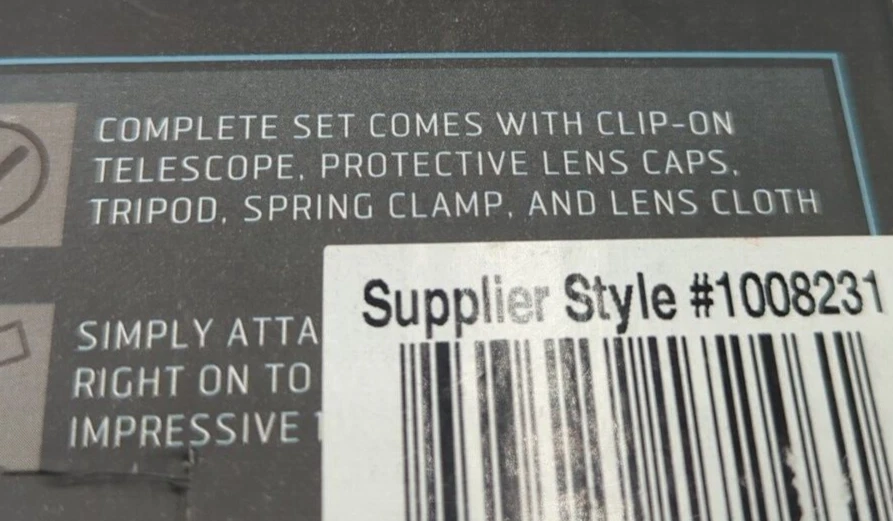 COMPLETE SET COMES WITH CLIP-ON
TELESCOPE, PROTECTIVE LENS CAPS,
TRIPOD, SPRING CLAMP, AND LENS CLOTH
Supplier Style #1008231
SIMPLY
RIGHT ON TO
IMPRESSIVE